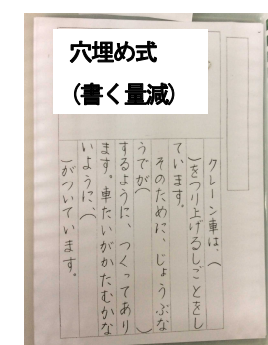 穴埋め式
（書く量減）
クレーン車は、（
）をつり上げるしごとをし
ています。
そのために、じょうぶな
うでが（　　　　）
するように、つくってあり
ます。車たいがかたむかな
いように、（
）がついています。